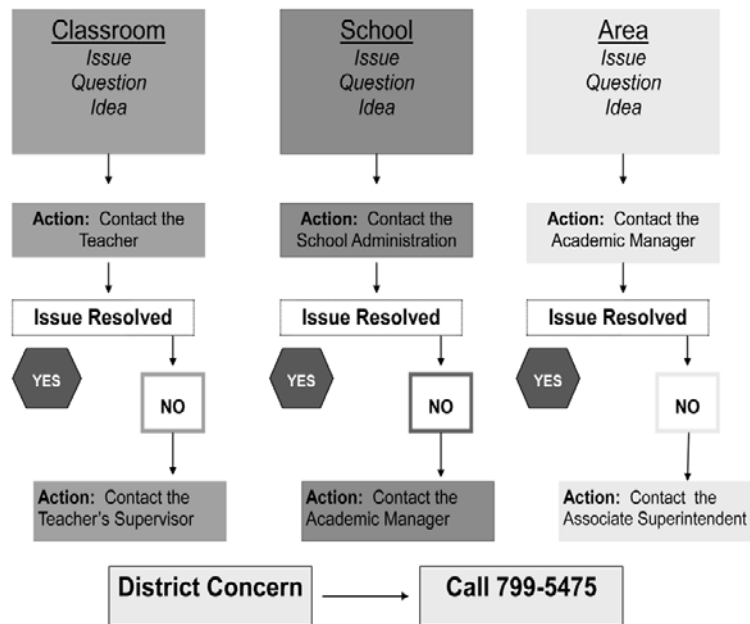 Classroom
Issue
Question
Idea
School
Issue
Question
Idea
Area
Issue
Question
Idea
Action: Contact the
Teacher
Action: Contact the
School Administration
Action: Contact the
Academic Manager
Issue Resolved
Issue Resolved
Issue Resolved
YES
NO
YES
NO
YES
NO
Action: Contact the
Teacher's Supervisor
Action: Contact the
Academic Manager
Action: Contact the
Associate Superintendent
District Concern
Call 799-5475